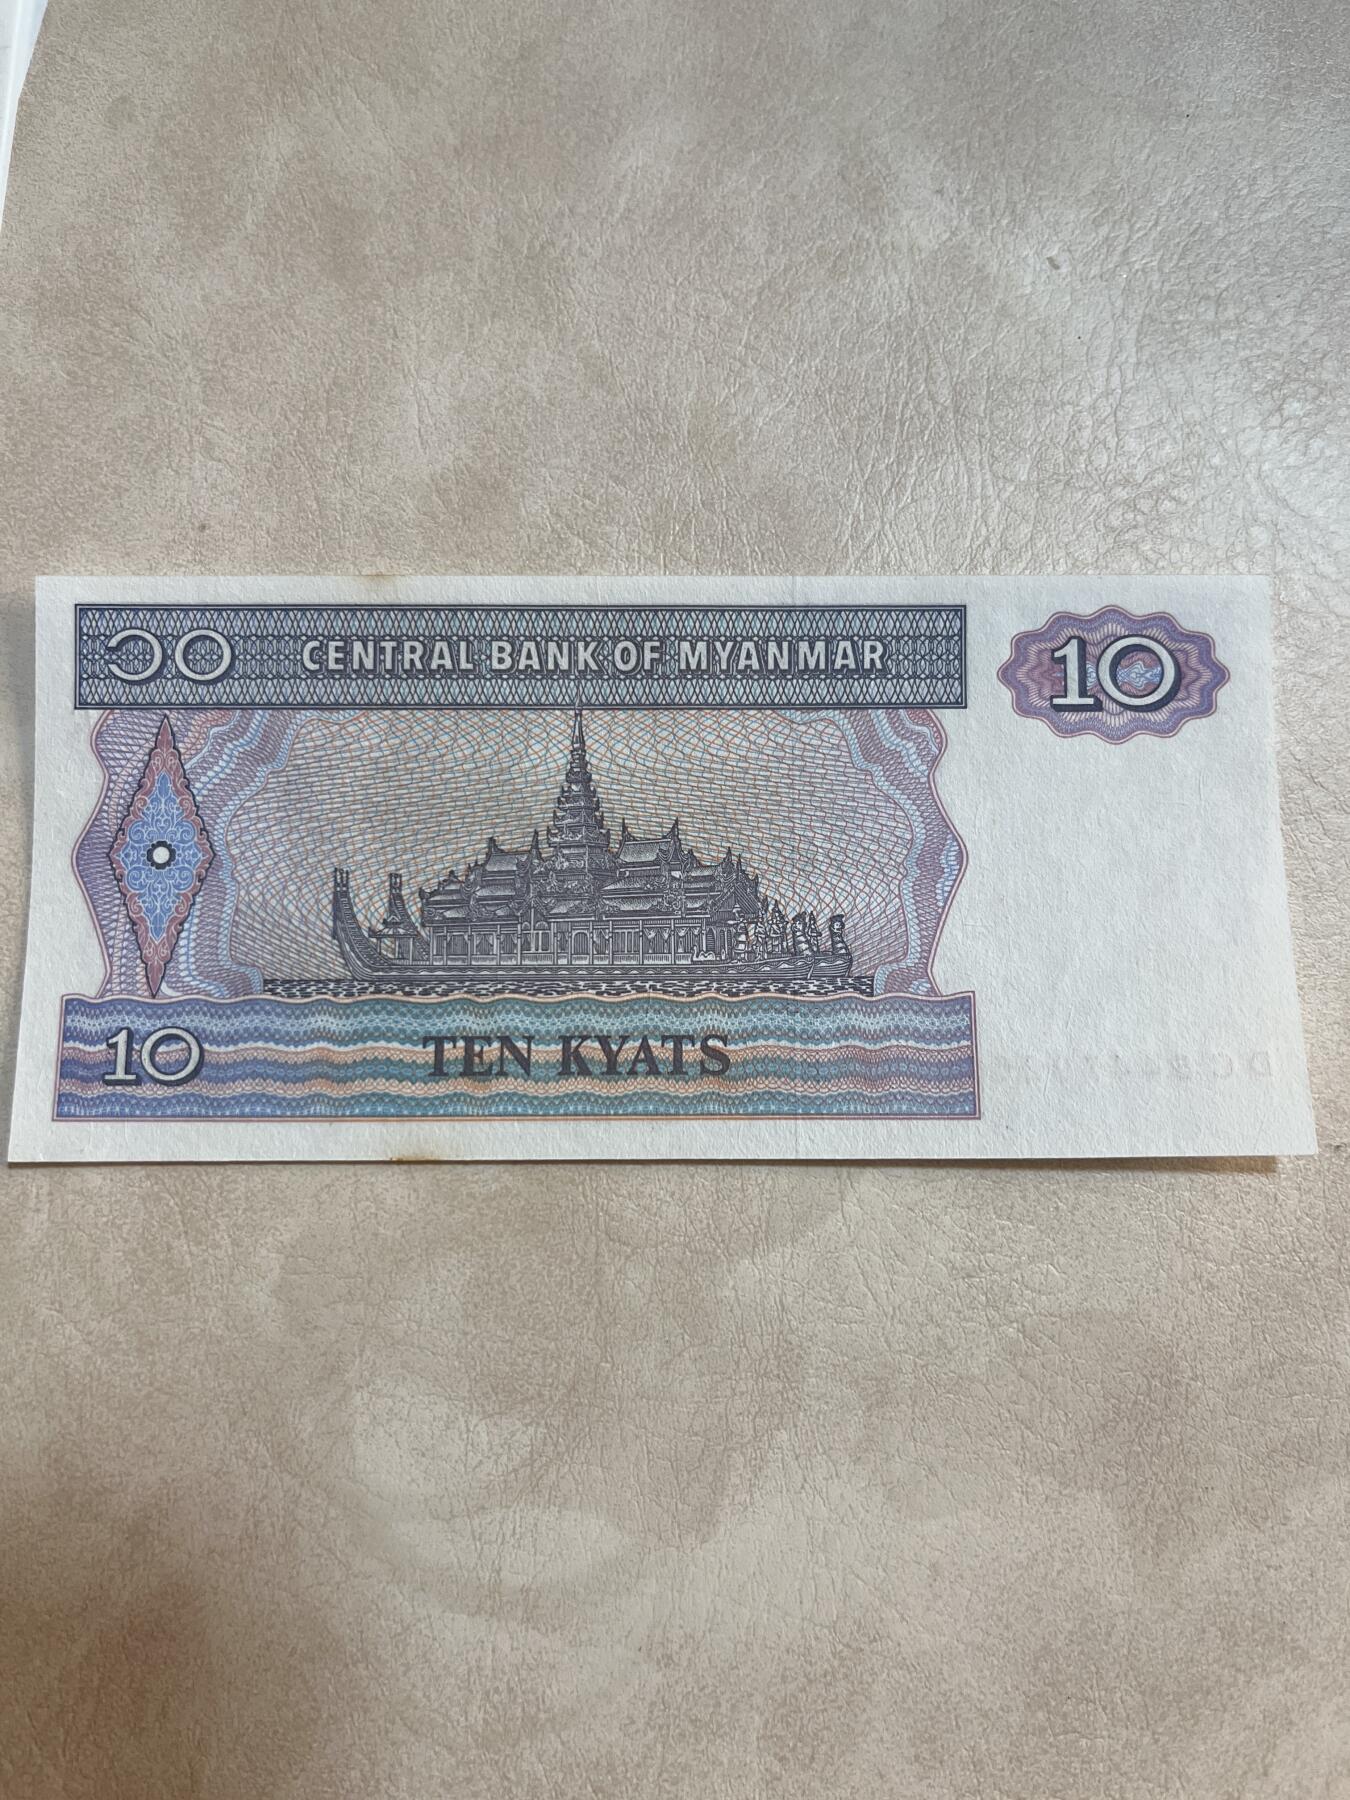 ၁၀ CENTRAL BANK OF MYANMAR 10
10 TEN KYATS